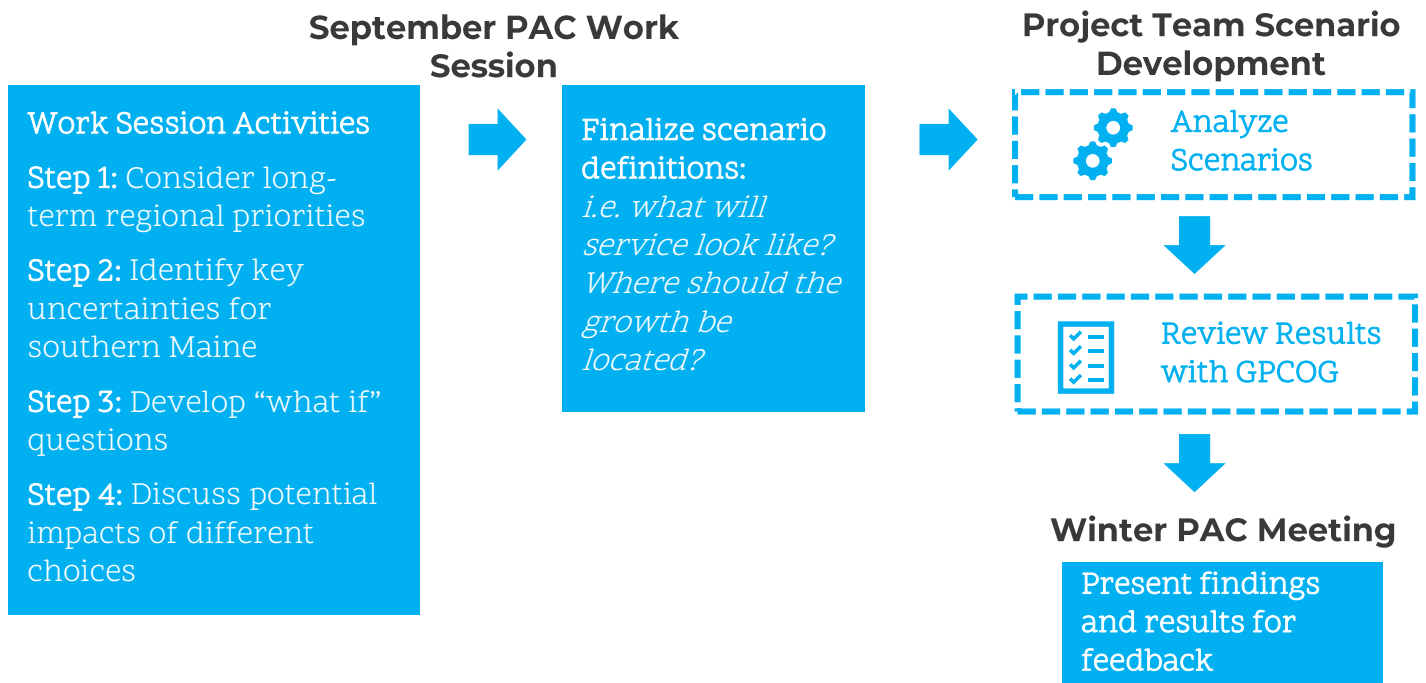 September PAC Work
Session
Work Session Activities
Step 1: Consider long-
term regional priorities
Step 2: Identify key
uncertainties for
southern Maine
Step 3: Develop “what if”
questions
Step 4: Discuss potential
impacts of different
choices
Finalize scenario
definitions:
i.e. what will
service look like?
Where should the
growth be
located?
Project Team Scenario
Development
Analyze
Scenarios
Review Results
with GPCOG
Winter PAC Meeting
Present findings
and results for
feedback